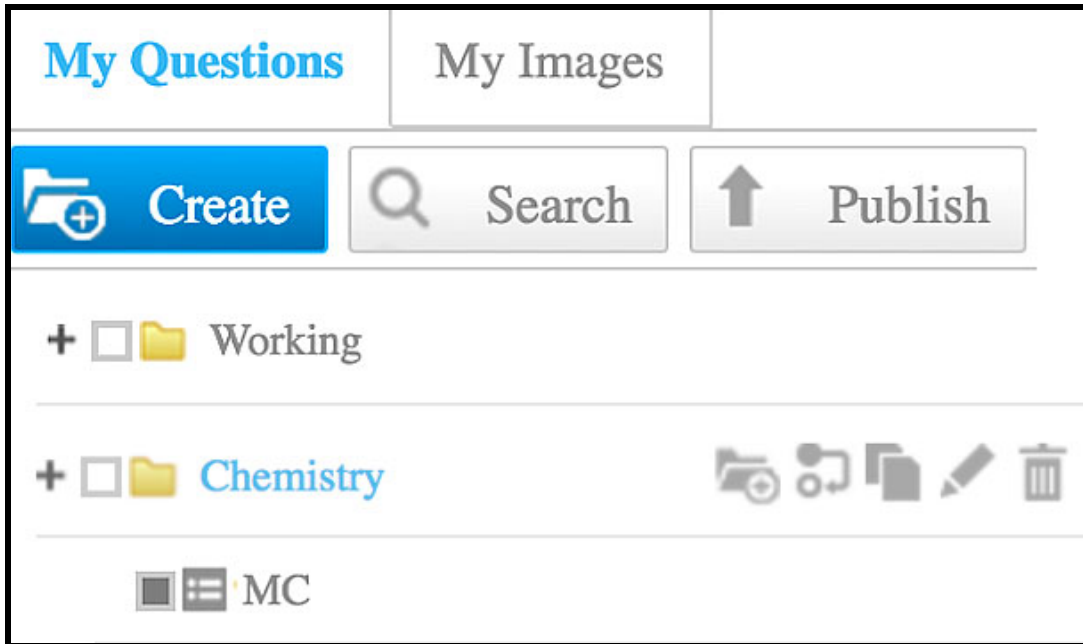 My Questions My Images
Create Search Publish
Working
Chemistry
MC